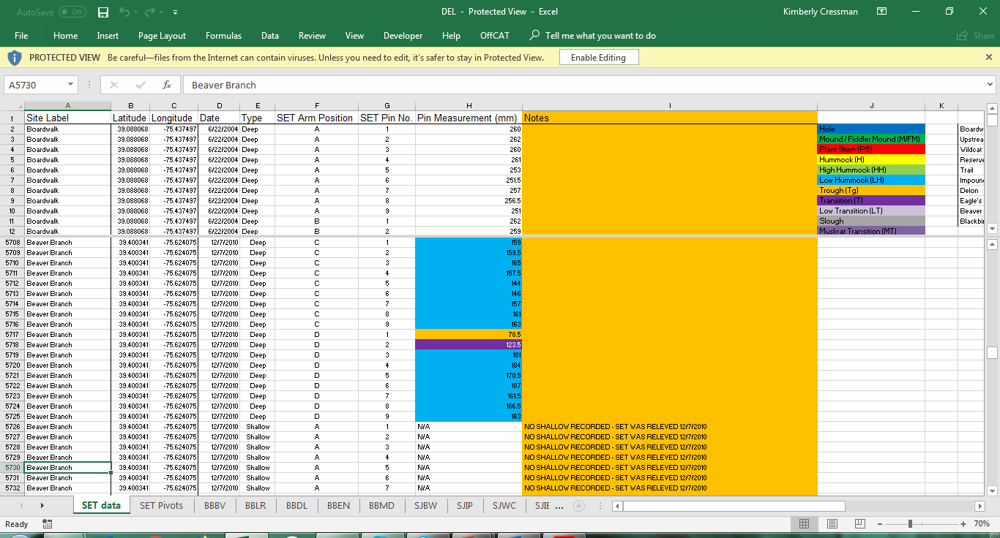 AutoSave Off DEL - Protected View - Excel Kimberly Cressman
File Home Insert Page Layout Formulas Data Review View Developer Help OffCAT Tell me what you want to do Share
PROTECTED VIEW Be careful—files from the Internet can contain viruses. Unless you need to edit, it's safer to stay in Protected View. Enable Editing
A5730 fx Beaver Branch
A B C D E F G H I J K
1 Site Label Latitude Longitude Date Type SET Arm Position SET Pin No. Pin Measurement (mm) Notes
2 Boardwalk 39.088068 -75.437497 6/22/2004 Deep A 1 260 Hole Boardw
3 Boardwalk 39.088068 -75.437497 6/22/2004 Deep A 2 262 Mound / Fiddler Mound (M/FM) Upstrea
4 Boardwalk 39.088068 -75.437497 6/22/2004 Deep A 3 260 Plant Stem (PS) Wildcat
5 Boardwalk 39.088068 -75.437497 6/22/2004 Deep A 4 261 Hummock (H) Reserve
6 Boardwalk 39.088068 -75.437497 6/22/2004 Deep A 5 253 High Hummock (HH) Trail
7 Boardwalk 39.088068 -75.437497 6/22/2004 Deep A 6 251.5 Low Hummock (LH) Impoun
8 Boardwalk 39.088068 -75.437497 6/22/2004 Deep A 7 257 Trough (Tg) Delon
9 Boardwalk 39.088068 -75.437497 6/22/2004 Deep A 8 256.5 Transition (T) Eagle's
10 Boardwalk 39.088068 -75.437497 6/22/2004 Deep A 9 251 Low Transition (LT) Beaver
11 Boardwalk 39.088068 -75.437497 6/22/2004 Deep B 1 262 Slough Blackbi
12 Boardwalk 39.088068 -75.437497 6/22/2004 Deep B 2 259 Muskrat Transition (MT)
5708 Beaver Branch 39.400341 -75.624075 12/7/2010 Deep C 1 159
5709 Beaver Branch 39.400341 -75.624075 12/7/2010 Deep C 2 159.5
5710 Beaver Branch 39.400341 -75.624075 12/7/2010 Deep C 3 165
5711 Beaver Branch 39.400341 -75.624075 12/7/2010 Deep C 4 157.5
5712 Beaver Branch 39.400341 -75.624075 12/7/2010 Deep C 5 144
5713 Beaver Branch 39.400341 -75.624075 12/7/2010 Deep C 6 146
5714 Beaver Branch 39.400341 -75.624075 12/7/2010 Deep C 7 157
5715 Beaver Branch 39.400341 -75.624075 12/7/2010 Deep C 8 161
5716 Beaver Branch 39.400341 -75.624075 12/7/2010 Deep C 9 163
5717 Beaver Branch 39.400341 -75.624075 12/7/2010 Deep D 1 78.5
5718 Beaver Branch 39.400341 -75.624075 12/7/2010 Deep D 2 123.5
5719 Beaver Branch 39.400341 -75.624075 12/7/2010 Deep D 3 181
5720 Beaver Branch 39.400341 -75.624075 12/7/2010 Deep D 4 184
5721 Beaver Branch 39.400341 -75.624075 12/7/2010 Deep D 5 170.5
5722 Beaver Branch 39.400341 -75.624075 12/7/2010 Deep D 6 187
5723 Beaver Branch 39.400341 -75.624075 12/7/2010 Deep D 7 161.5
5724 Beaver Branch 39.400341 -75.624075 12/7/2010 Deep D 8 166.5
5725 Beaver Branch 39.400341 -75.624075 12/7/2010 Deep D 9 163
5726 Beaver Branch 39.400341 -75.624075 12/7/2010 Shallow A 1 N/A NO SHALLOW RECORDED - SET WAS RELEVED 12/7/2010
5727 Beaver Branch 39.400341 -75.624075 12/7/2010 Shallow A 2 N/A NO SHALLOW RECORDED - SET WAS RELEVED 12/7/2010
5728 Beaver Branch 39.400341 -75.624075 12/7/2010 Shallow A 3 N/A NO SHALLOW RECORDED - SET WAS RELEVED 12/7/2010
5729 Beaver Branch 39.400341 -75.624075 12/7/2010 Shallow A 4 N/A NO SHALLOW RECORDED - SET WAS RELEVED 12/7/2010
5730 Beaver Branch 39.400341 -75.624075 12/7/2010 Shallow A 5 N/A NO SHALLOW RECORDED - SET WAS RELEVED 12/7/2010
5731 Beaver Branch 39.400341 -75.624075 12/7/2010 Shallow A 6 N/A NO SHALLOW RECORDED - SET WAS RELEVED 12/7/2010
5732 Beaver Branch 39.400341 -75.624075 12/7/2010 Shallow A 7 N/A NO SHALLOW RECORDED - SET WAS RELEVED 12/7/2010
SET data SET Pivots BBBV BBLR BBDL BBEN BBMD SJBW SJIP SJWC SJIE ...
Ready 70%